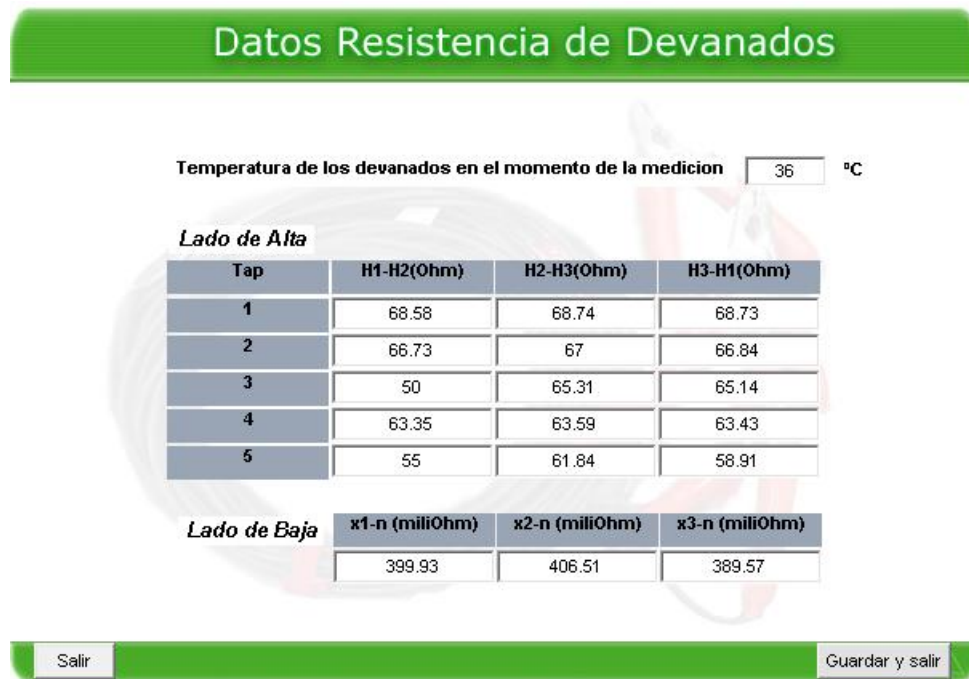 Datos Resistencia de Devanados
Temperatura de los devanados en el momento de la medicion 36 ºC
Lado de Alta
Tap H1-H2(Ohm) H2-H3(Ohm) H3-H1(Ohm)
1 68.58 68.74 68.73
2 66.73 67 66.84
3 50 65.31 65.14
4 63.35 63.59 63.43
5 55 61.84 58.91
Lado de Baja x1-n (miliOhm) x2-n (miliOhm) x3-n (miliOhm)
399.93 406.51 389.57
Salir Guardar y salir